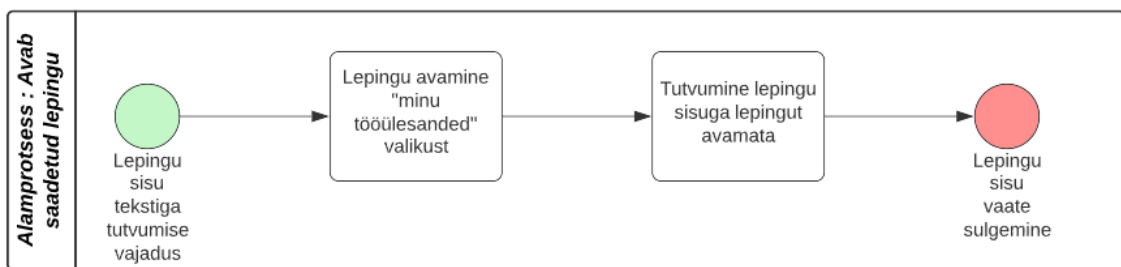 Alamprotsess : Avab
saadetud lepingu
Lepingu
sisu
tekstiga
tutvumise
vajadus
Lepingu avamine
"minu
tööülesanded"
valikust
Tutvumine lepingu
sisuga lepingut
avamata
Lepingu
sisu
vaate
sulgemine